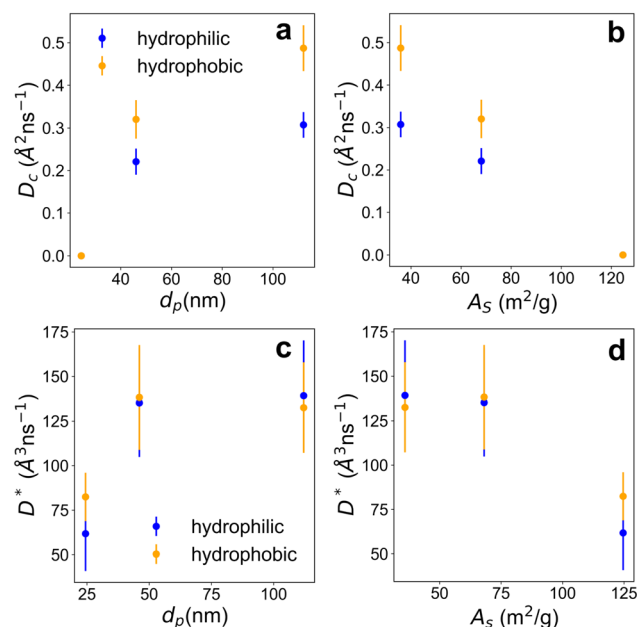 a
hydrophilic
hydrophobic
D_c (Å²ns⁻¹)
0.5
0.4
0.3
0.2
0.1
0.0
40
60
80
100
d_p(nm)
b
D_c (Å²ns⁻¹)
0.5
0.4
0.3
0.2
0.1
0.0
40
60
80
100
120
A_S (m²/g)
c
D* (Å³ns⁻¹)
175
150
125
100
75
50
hydrophilic
hydrophobic
25
50
75
100
d_p(nm)
d
D* (Å³ns⁻¹)
175
150
125
100
75
50
50
75
100
125
A_S (m²/g)